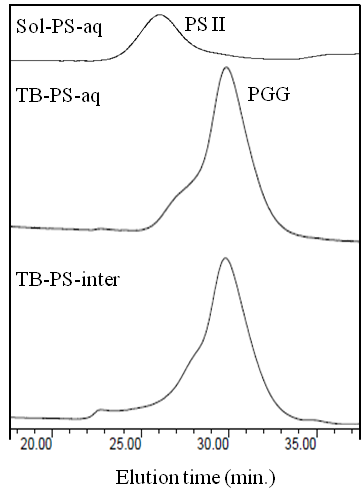 Sol-PS-aq PS II
TB-PS-aq PGG
TB-PS-inter
20.00 25.00 30.00 35.00
Elution time (min.)